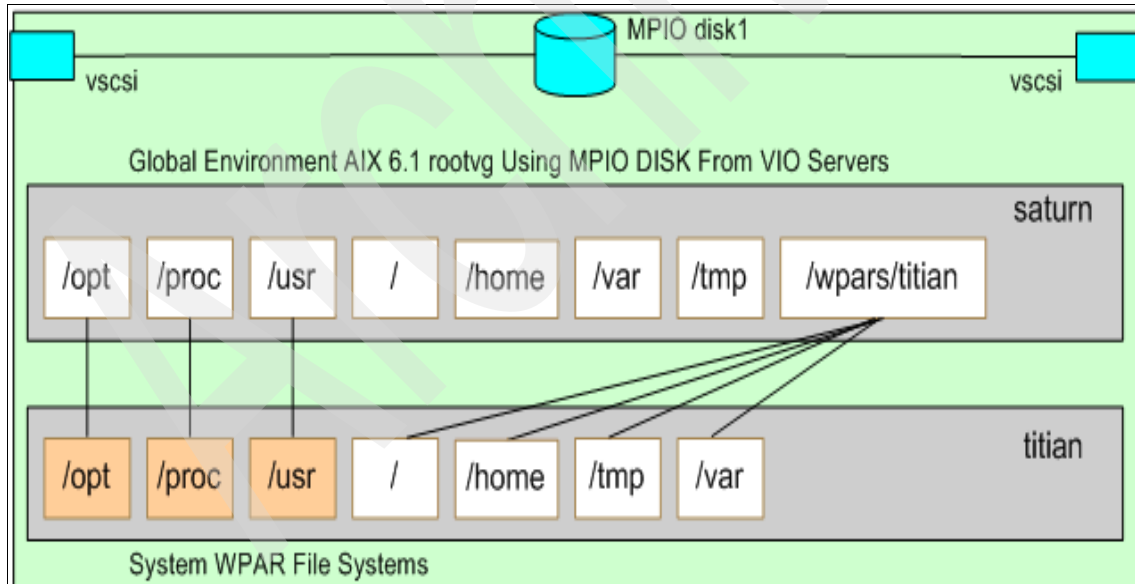 MPIO disk1
vscsi
vscsi
Global Environment AIX 6.1 rootvg Using MPIO DISK From VIO Servers
saturn
/opt
/proc
/usr
/
/home
/var
/tmp
/wpars/titian
titian
/opt
/proc
/usr
/
/home
/tmp
/var
System WPAR File Systems